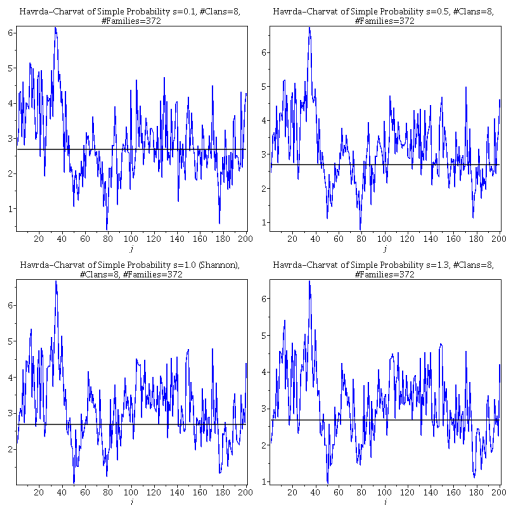 Havrda–Charvat of Simple Probability s=0.1, #Clans=8,
#Families=372
6
5
4
3
2
1
20 40 60 80 100 120 140 160 180 200
j
Havrda–Charvat of Simple Probability s=0.5, #Clans=8,
#Families=372
6
5
4
3
2
1
20 40 60 80 100 120 140 160 180 200
j
Havrda–Charvat of Simple Probability s=1.0 (Shannon),
#Clans=8, #Families=372
6
5
4
3
2
20 40 60 80 100 120 140 160 180 200
j
Havrda–Charvat of Simple Probability s=1.3, #Clans=8,
#Families=372
6
5
4
3
2
1
20 40 60 80 100 120 140 160 180 200
j